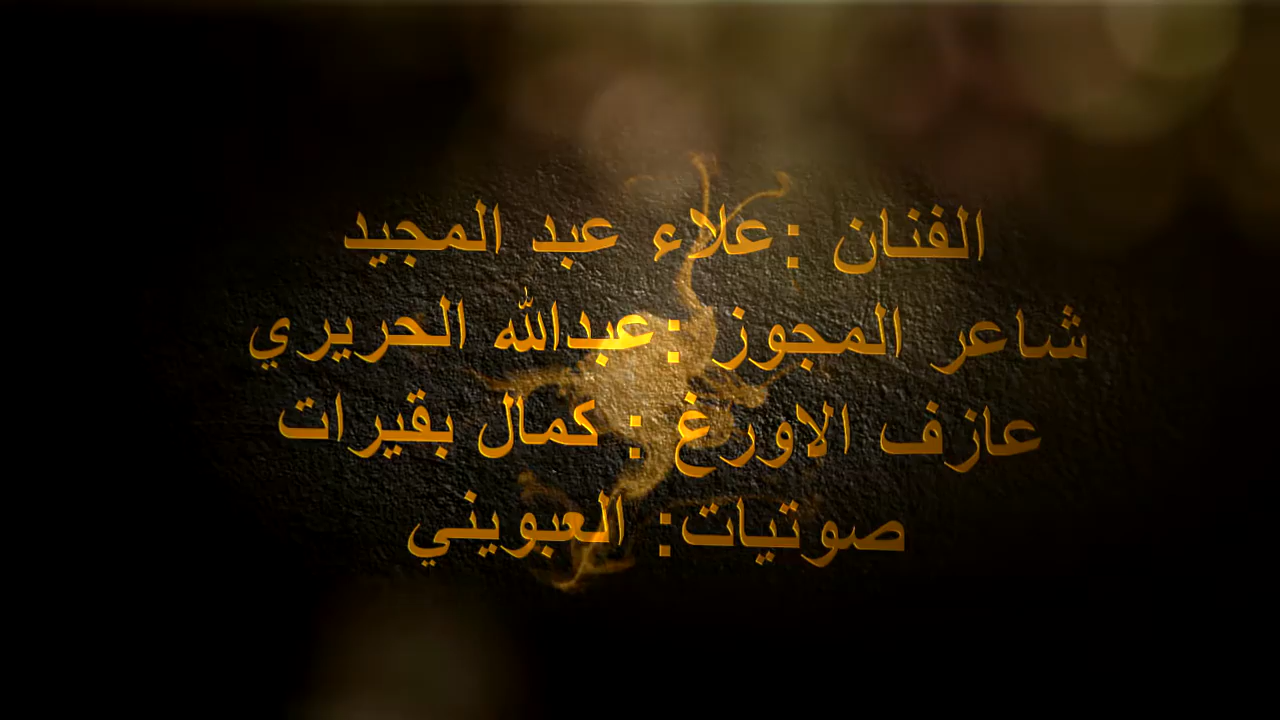 الفنان :علاء عبد المجيد
شاعر المجوز :عبدالله الحريري
عازف الاورغ : كمال بقيرات
صوتيات: العبويني